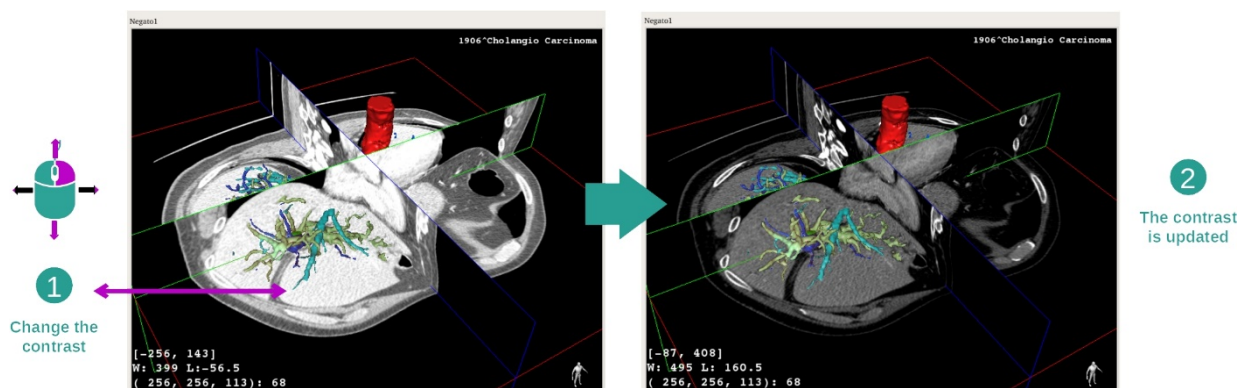 Negato1
1906^Cholangio Carcinoma
[-256, 143]
W: 399 L:-56.5
( 256, 256, 113): 68
1
Change the
contrast
Negato1
1906^Cholangio Carcinoma
[-87, 408]
W: 495 L: 160.5
( 256, 256, 113): 68
2
The contrast
is updated